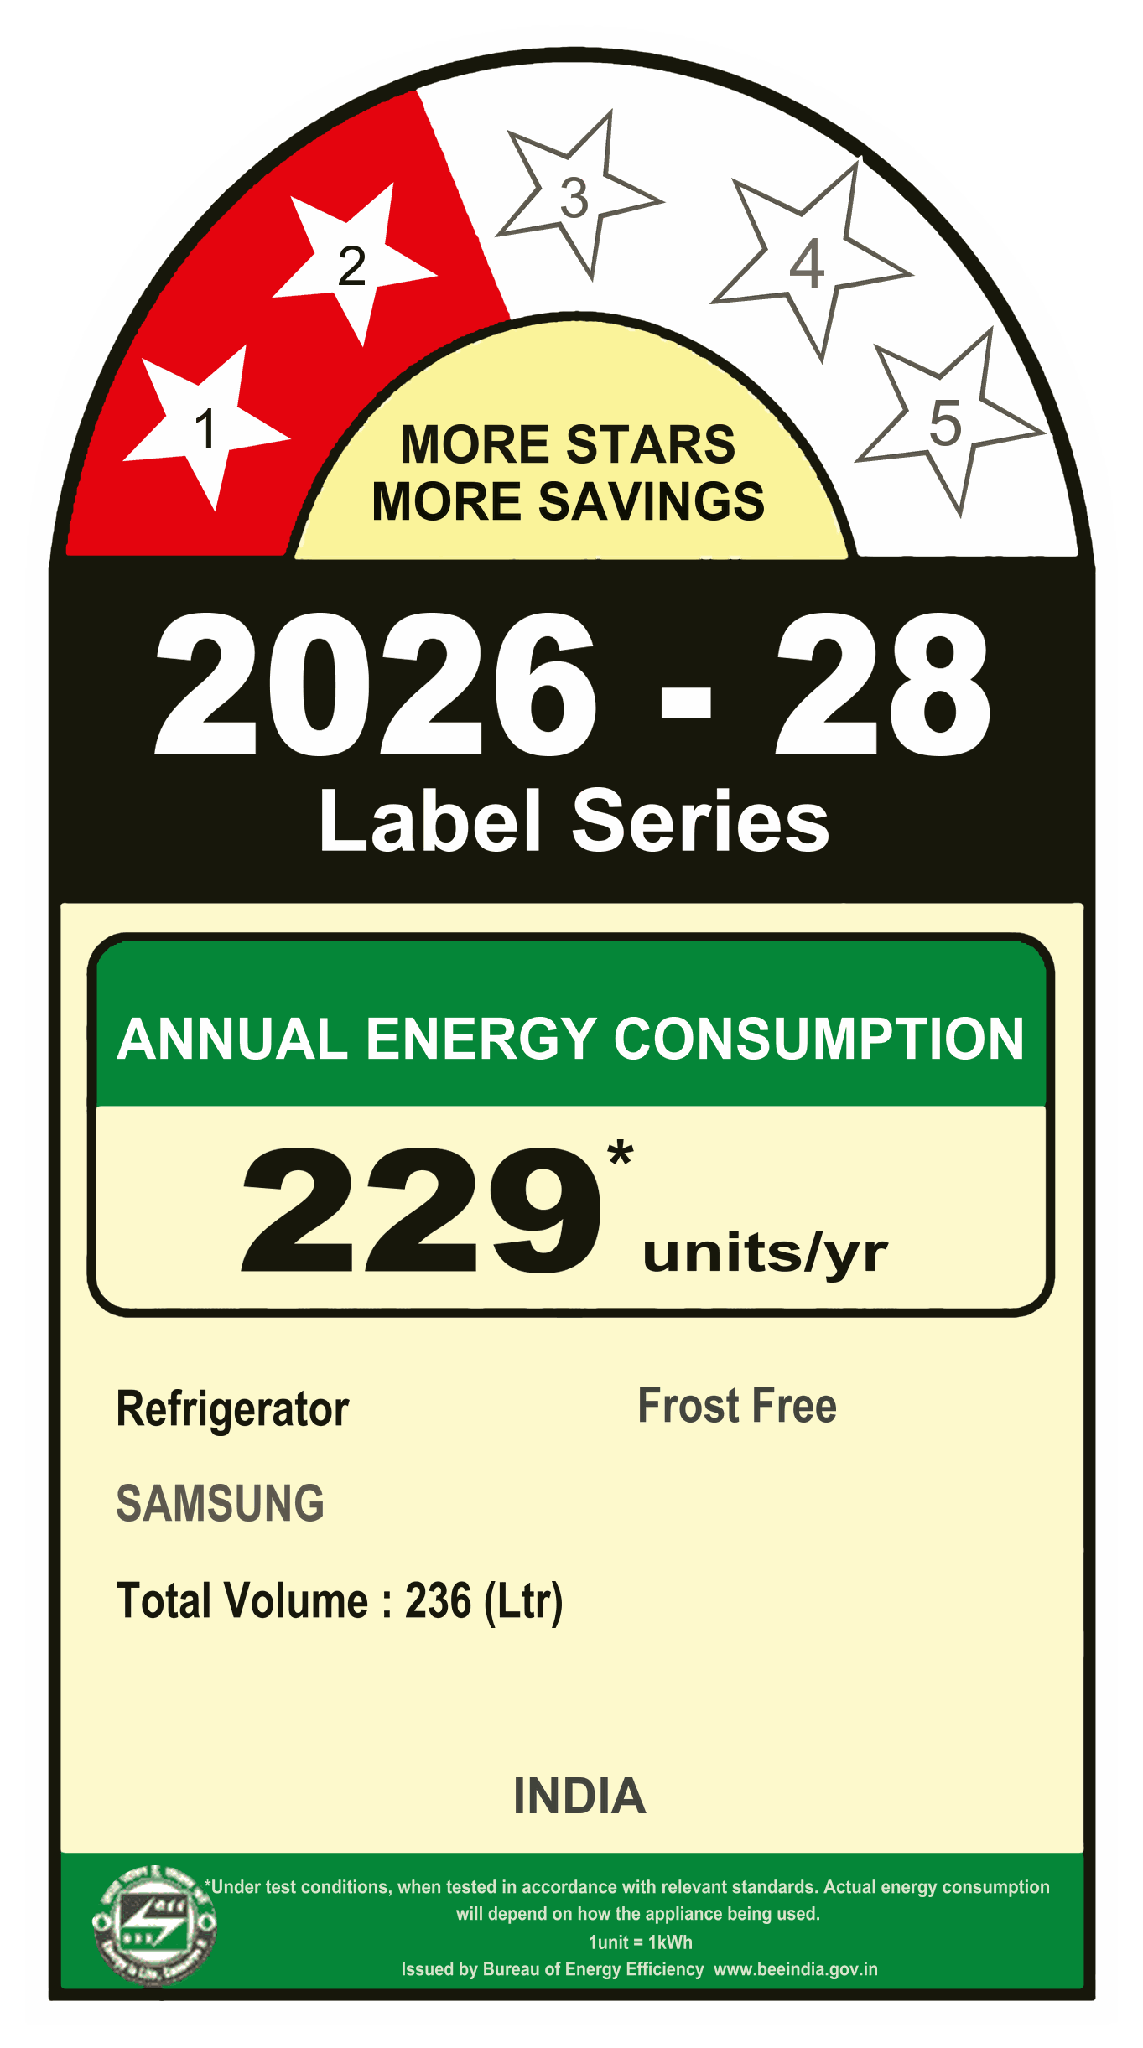 1
2
3
4
5
MORE STARS
MORE SAVINGS
2026 - 28
Label Series
ANNUAL ENERGY CONSUMPTION
229* units/yr
Refrigerator Frost Free
SAMSUNG
Total Volume : 236 (Ltr)
INDIA
*Under test conditions, when tested in accordance with relevant standards. Actual energy consumption
will depend on how the appliance being used.
1unit = 1kWh
Issued by Bureau of Energy Efficiency www.beeindia.gov.in